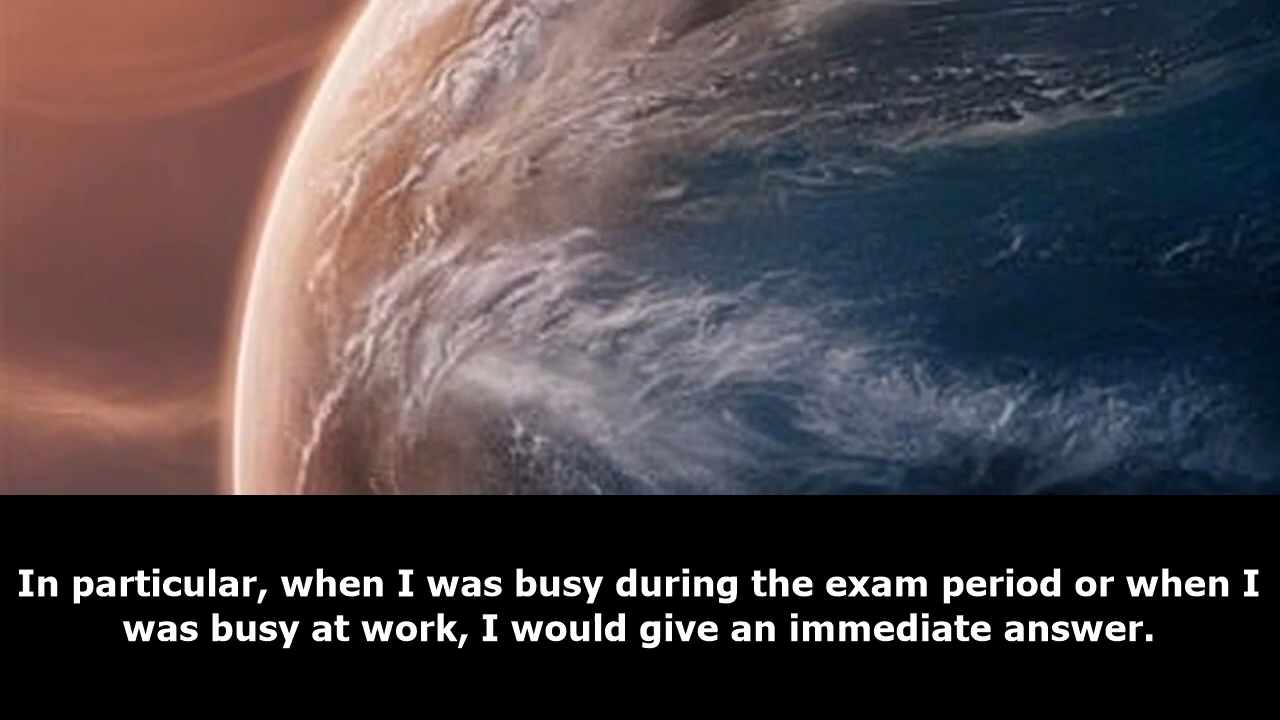 In particular, when I was busy during the exam period or when I
was busy at work, I would give an immediate answer.